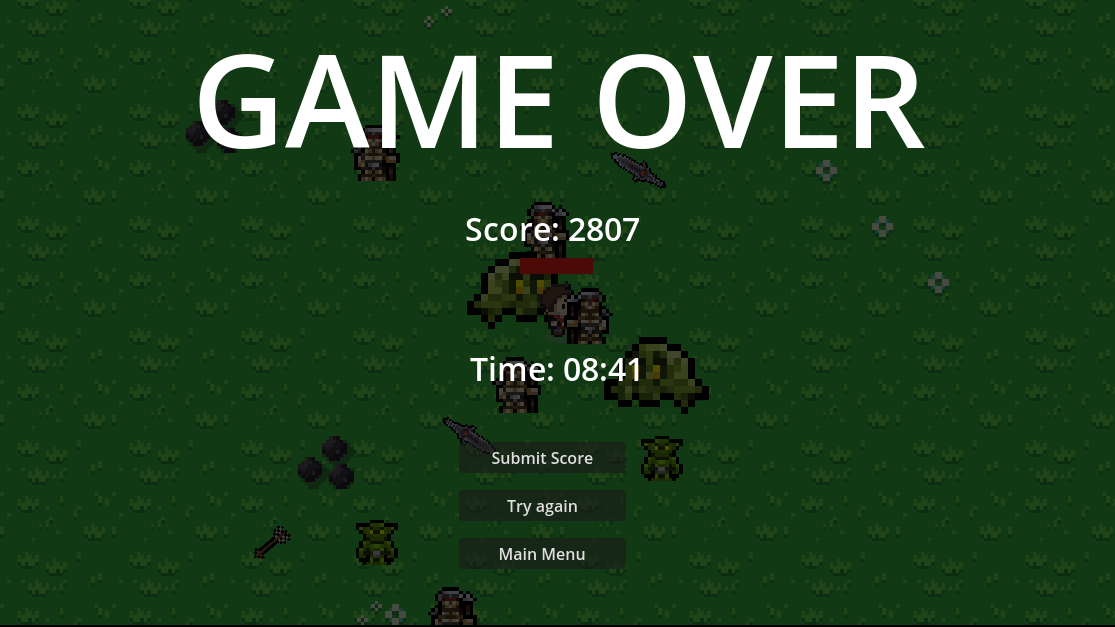 GAME OVER
Score: 2807
Time: 08:41
Submit Score
Try again
Main Menu